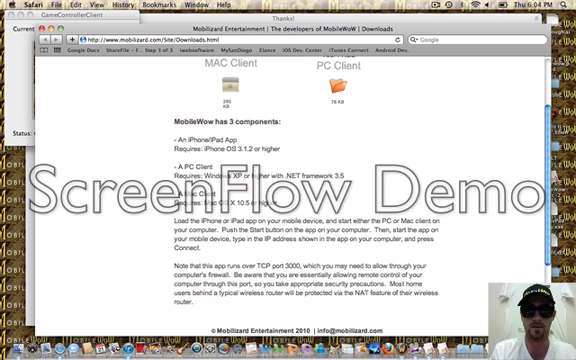 Safari File Edit View History Bookmarks Window Help
Thu 6:04 PM
GameControllerClient
Thanks!
Mobilizard Entertainment | The developers of MobileWoW | Downloads
http://www.mobilizard.com/Site/Downloads.html
Google
Google Docs ShareFile - F... Step 3 of 3 iwebsoftware MySanDiego Elance iOS Dev Center iTunes Connect Android Dev.
Current
MAC Client
PC Client
285 KB
78 KB
MobileWow has 3 components:
- An iPhone/iPad App
Requires: iPhone OS 3.1.2 or higher
- A PC Client
Requires: Windows XP or higher with .NET framework 3.5
- A Mac Client
Requires: Mac OS X 10.5 or higher
ScreenFlow Demo
Status:
Load the iPhone or iPad app on your mobile device, and start either the PC or Mac client on
your computer. Push the Start button on the app on your computer. Then, start the app on
your mobile device, type in the IP address shown in the app on your computer, and press
Connect.
Note that this app runs over TCP port 3000, which you may need to allow through your
computer's firewall. Be aware that you are essentially allowing remote control of your
computer through this port, so you take appropriate security precautions. Most home
users behind a typical wireless router will be protected via the NAT feature of their wireless
router.
© Mobilizard Entertainment 2010 | info@mobilizard.com